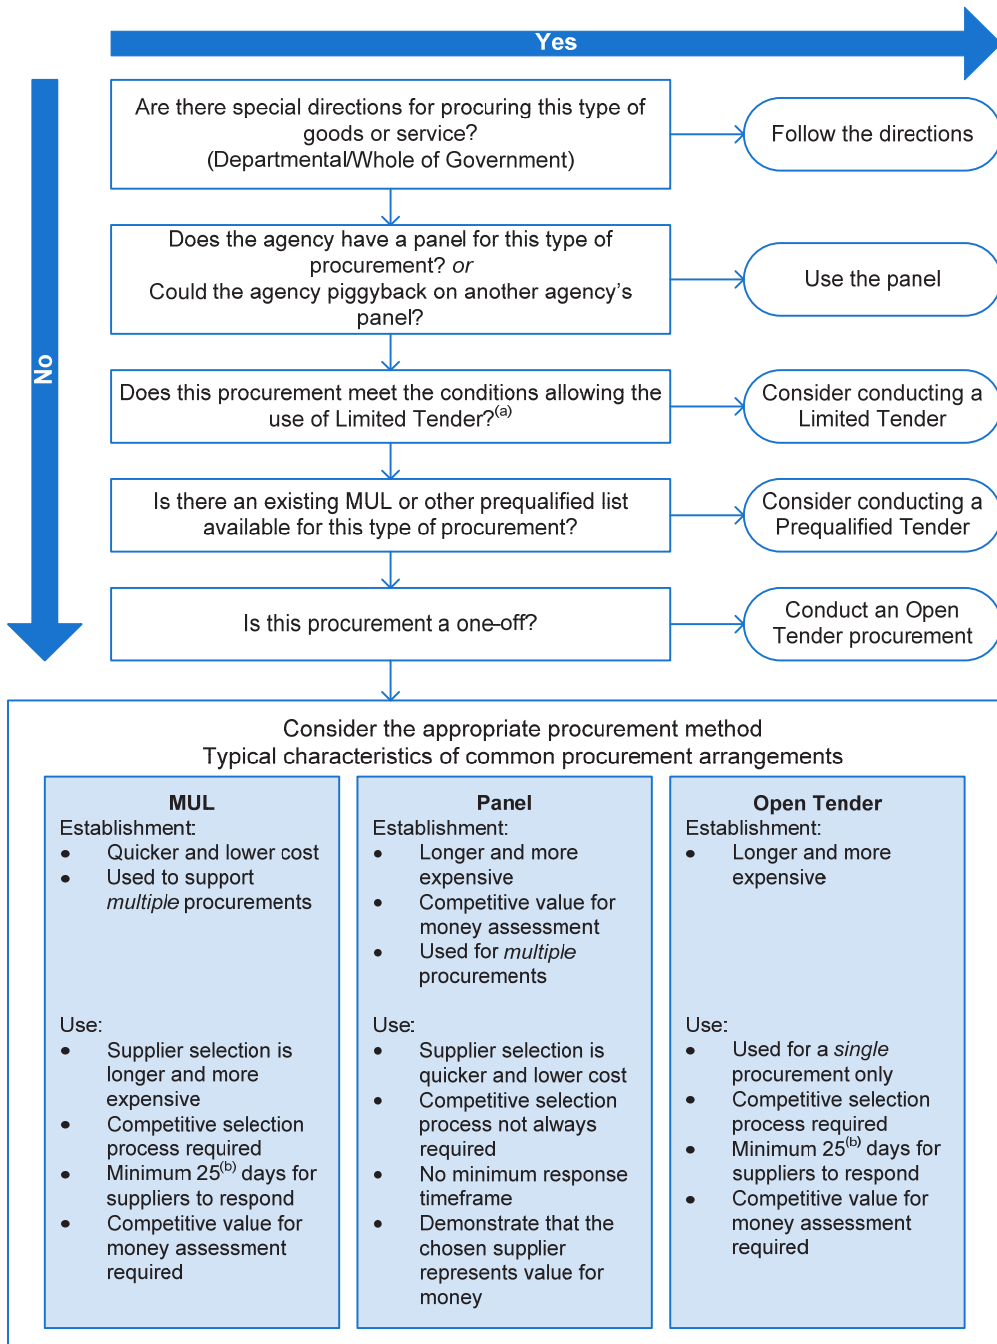 Yes
No
Are there special directions for procuring this type of
goods or service?
(Departmental/Whole of Government)
Follow the directions
Does the agency have a panel for this type of
procurement? or
Could the agency piggyback on another agency's
panel?
Use the panel
Does this procurement meet the conditions allowing the
use of Limited Tender?(a)
Consider conducting a
Limited Tender
Is there an existing MUL or other prequalified list
available for this type of procurement?
Consider conducting a
Prequalified Tender
Is this procurement a one-off?
Conduct an Open
Tender procurement
Consider the appropriate procurement method
Typical characteristics of common procurement arrangements
MUL
Establishment:
• Quicker and lower cost
• Used to support
multiple procurements
Use:
• Supplier selection is
longer and more
expensive
• Competitive selection
process required
• Minimum 25(b) days for
suppliers to respond
• Competitive value for
money assessment
required
Panel
Establishment:
• Longer and more
expensive
• Competitive value for
money assessment
• Used for multiple
procurements
Use:
• Supplier selection is
quicker and lower cost
• Competitive selection
process not always
required
• No minimum response
timeframe
• Demonstrate that the
chosen supplier
represents value for
money
Open Tender
Establishment:
• Longer and more
expensive
Use:
• Used for a single
procurement only
• Competitive selection
process required
• Minimum 25(b) days for
suppliers to respond
• Competitive value for
money assessment
required